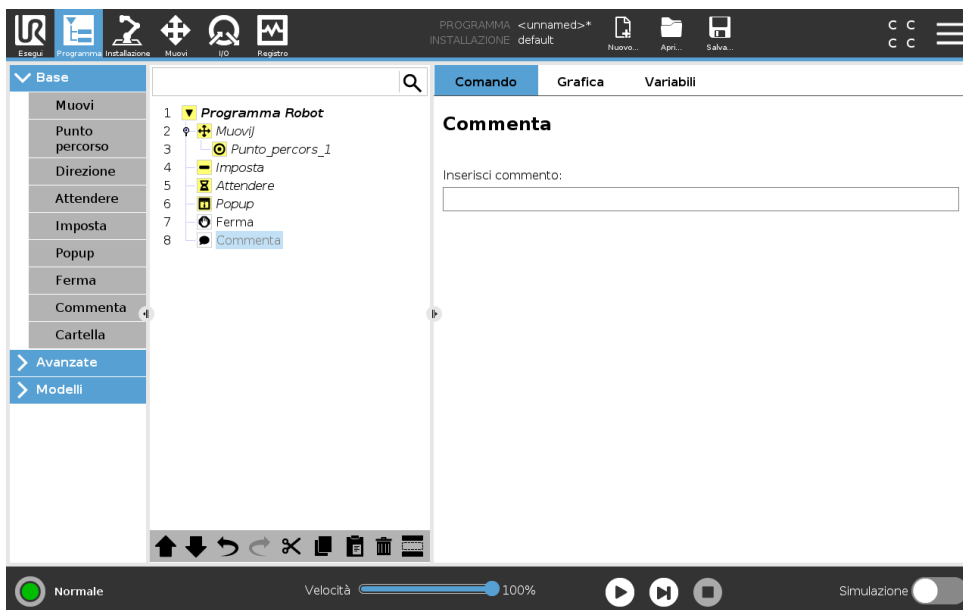 UR
PROGRAMMA <unnamed>*
INSTALLAZIONE default
C C
C C
Esegui Programma Installazione Muovi I/O Registro Nuovo... Apri... Salva...
Base
Muovi
Punto
percorso
Direzione
Attendere
Imposta
Popup
Ferma
Commenta
Cartella
Avanzate
Modelli
1 Programma Robot
2 MuoviJ
3 Punto_percors_1
4 Imposta
5 Attendere
6 Popup
7 Ferma
8 Commenta
Comando Grafica Variabili
Commenta
Inserisci commento:
Normale Velocità 100% Simulazione